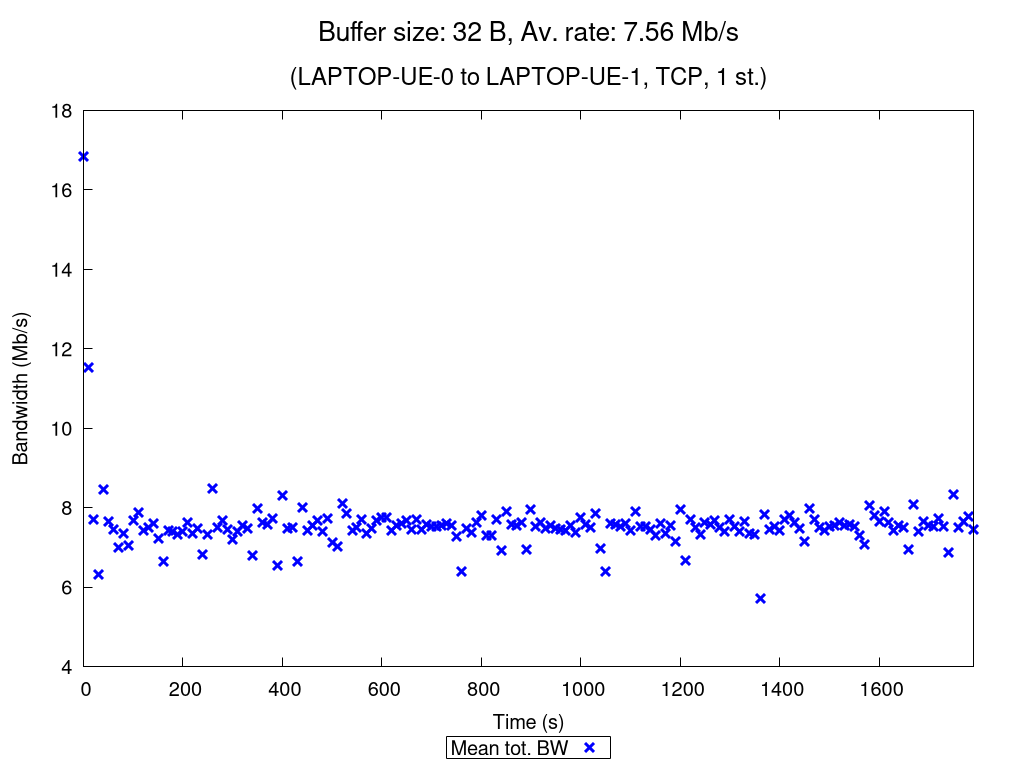 Buffer size: 32 B, Av. rate: 7.56 Mb/s
(LAPTOP-UE-0 to LAPTOP-UE-1, TCP, 1 st.)
18
16
14
12
10
8
6
4
Bandwidth (Mb/s)
0 200 400 600 800 1000 1200 1400 1600
Time (s)
Mean tot. BW